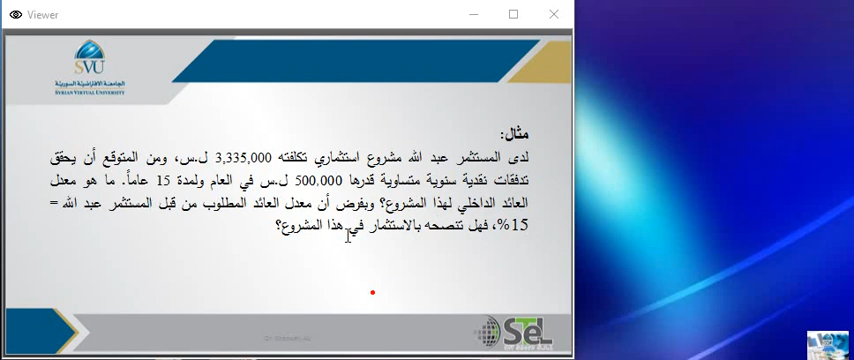 Viewer
SVU
الجامعة الافتراضية السورية
SYRIAN VIRTUAL UNIVERSITY
مثال:
لدى المستثمر عبد الله مشروع استثماري تكلفته 3,335,000 ل.س، ومن المتوقع أن يحقق
تدفقات نقدية سنوية متساوية قدرها 500,000 ل.س في العام ولمدة 15 عاماً. ما هو معدل
العائد الداخلي لهذا المشروع؟ وبفرض أن معدل العائد المطلوب من قبل المستثمر عبد الله =
15%، فهل تنصحه بالاستثمار في هذا المشروع؟
STeL